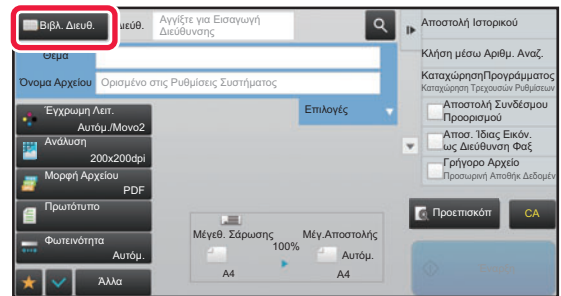 Βιβλ. Διευθ.
ιεύθ.
Αγγίξτε για Εισαγωγή
Διεύθυνσης
Θέμα
Όνομα Αρχείου
Ορισμένο στις Ρυθμίσεις Συστήματος
Έγχρωμη Λειτ.
Αυτόμ./Μονο2
Επιλογές
Ανάλυση
200x200dpi
Μορφή Αρχείου
PDF
Πρωτότυπο
Φωτεινότητα
Αυτόμ.
Άλλα
Μέγεθ. Σάρωσης
100%
Μέγ.Αποστολής
Αυτόμ.
A4
A4
Αποστολή Ιστορικού
Κλήση μέσω Αριθμ. Αναζ.
ΚαταχώρησηΠρογράμματος
Καταχώρηση Τρεχουσών Ρυθμίσεων
Αποστολή Συνδέσμου
Προορισμού
Αποσ. Ίδιας Εικόν.
ως Διεύθυνση Φαξ
Γρήγορο Αρχείο
Προσωρινή Αποθήκ Δεδομέν
Προεπισκόπ
CA